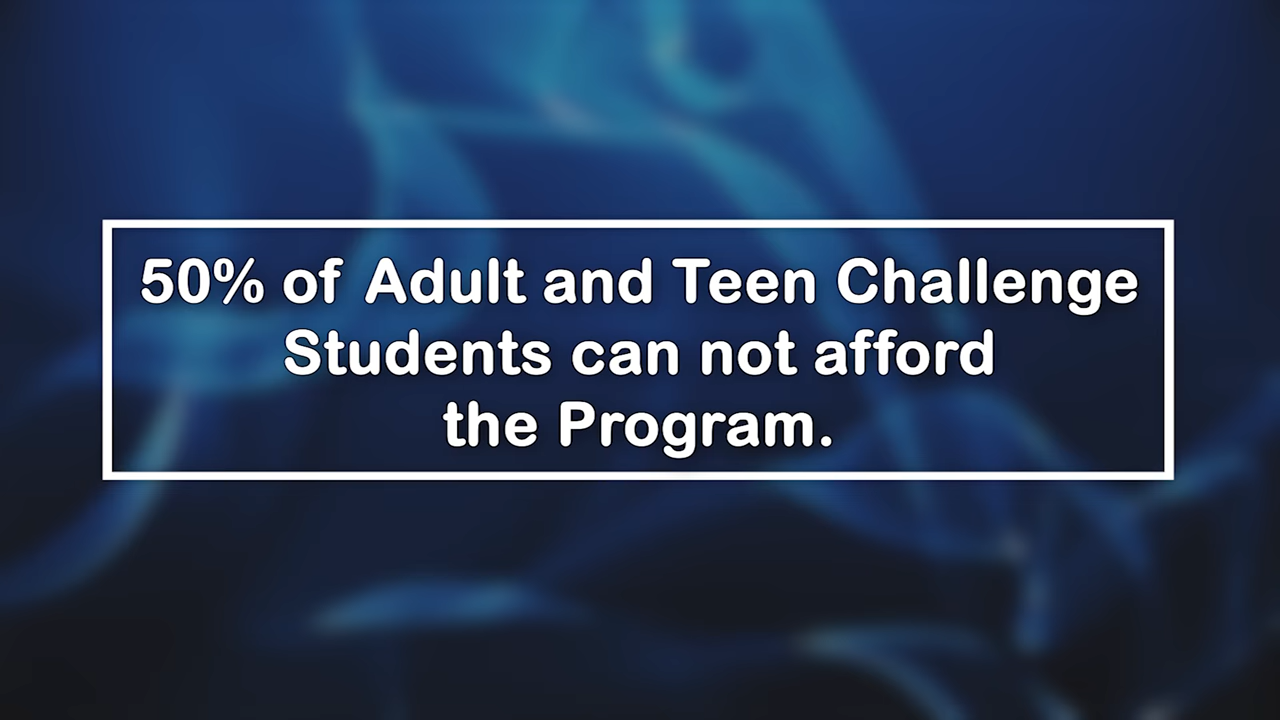 50% of Adult and Teen Challenge
Students can not afford
the Program.